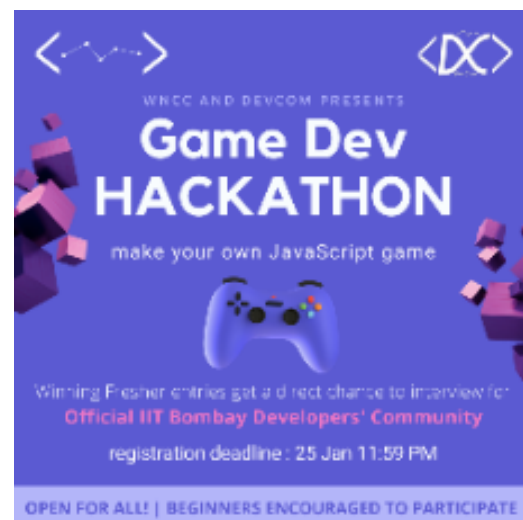 <DX>
WNCC AND DEVCOM PRESENTS
Game Dev
HACKATHON
make your own JavaScript game
Winning Fresher entries get a direct chance to interview for
Official IIT Bombay Developers' Community
registration deadline : 25 Jan 11:59 PM
OPEN FOR ALL! | BEGINNERS ENCOURAGED TO PARTICIPATE